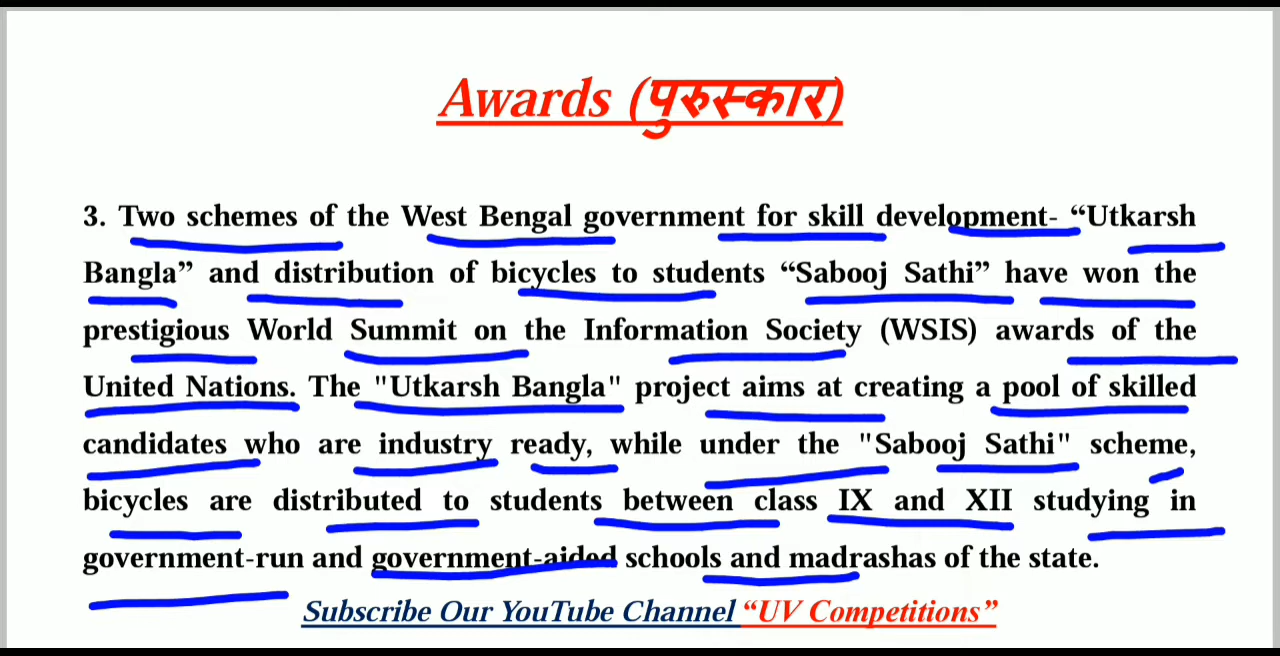 Awards (पुरुस्कार)
3. Two schemes of the West Bengal government for skill development- “Utkarsh
Bangla” and distribution of bicycles to students “Sabooj Sathi” have won the
prestigious World Summit on the Information Society (WSIS) awards of the
United Nations. The "Utkarsh Bangla" project aims at creating a pool of skilled
candidates who are industry ready, while under the "Sabooj Sathi" scheme,
bicycles are distributed to students between class IX and XII studying in
government-run and government-aided schools and madrashas of the state.
Subscribe Our YouTube Channel “UV Competitions”